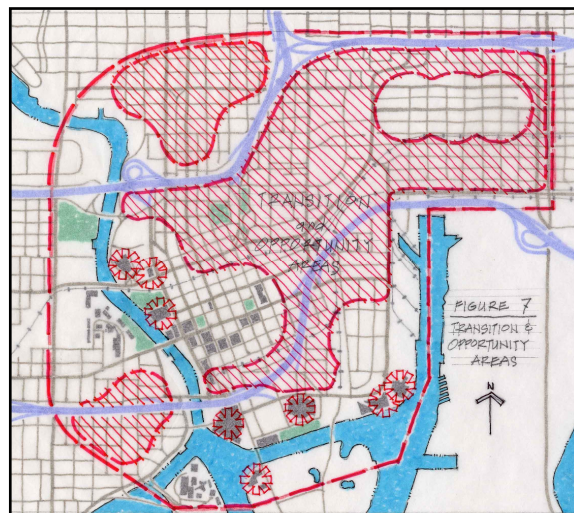 TRANSITION
and
OPPORTUNITY
AREAS
FIGURE 7
TRANSITION &
OPPORTUNITY
AREAS
N